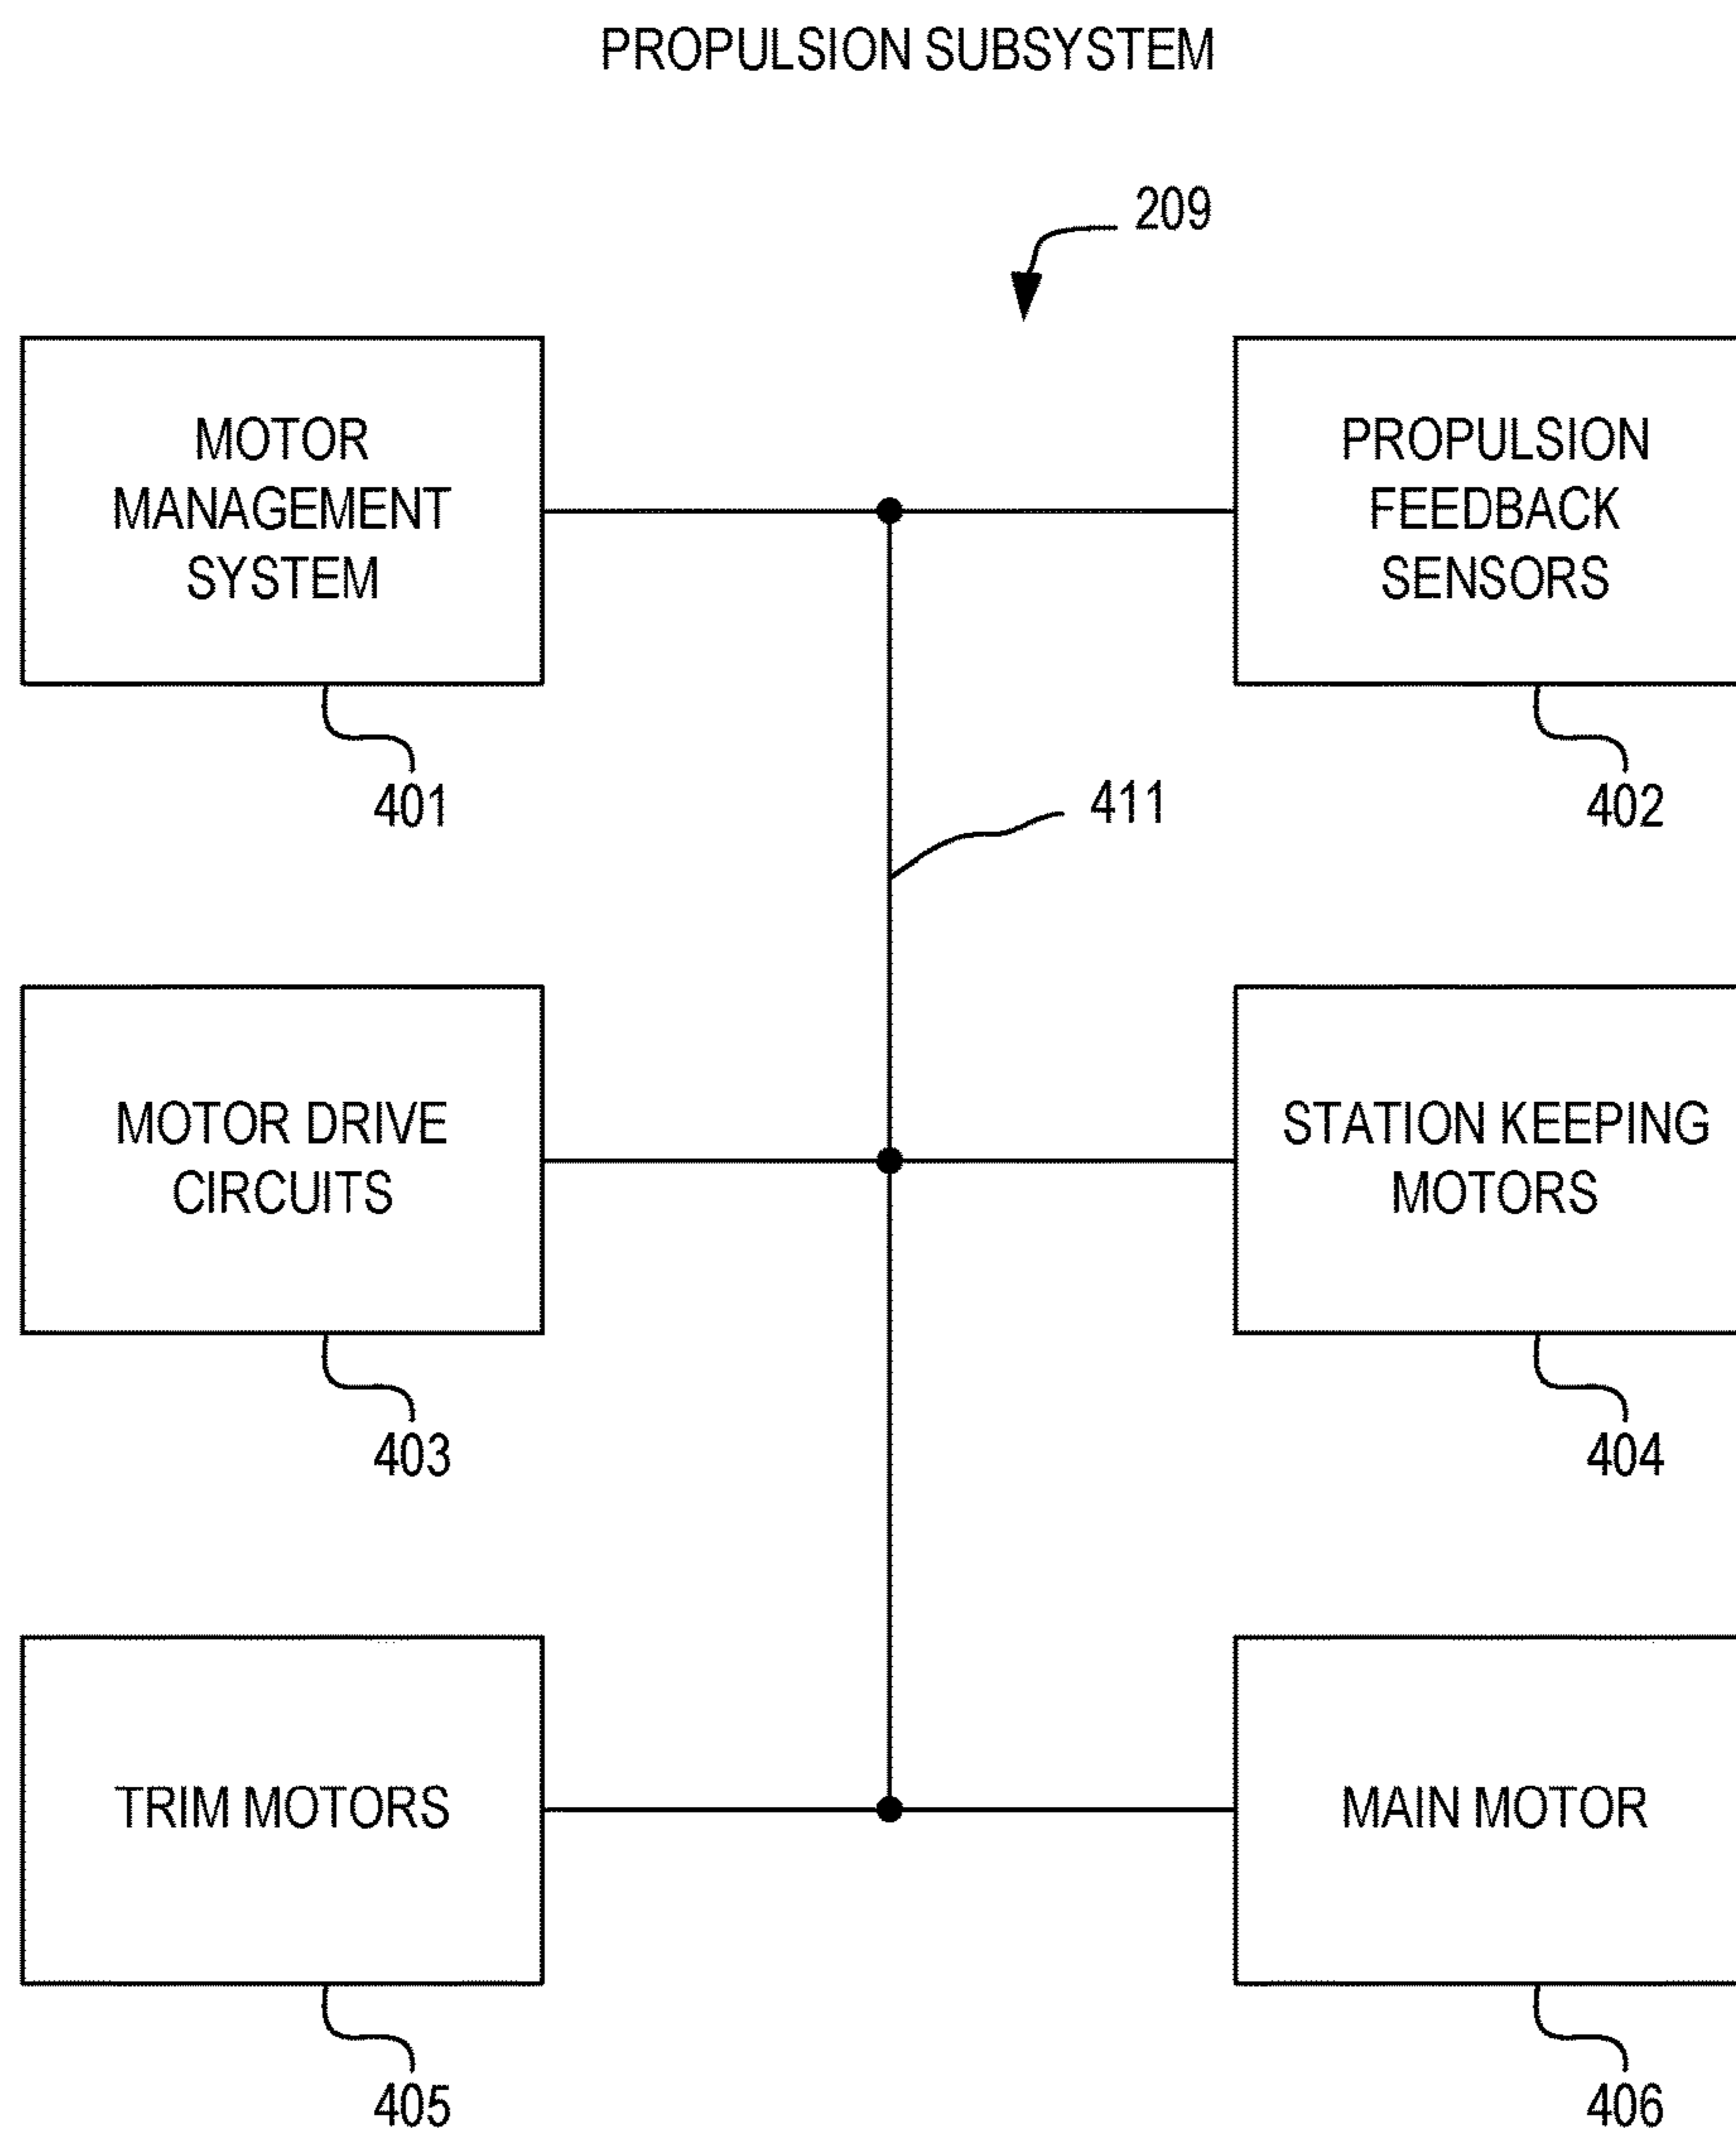 PROPULSION SUBSYSTEM
209
MOTOR
MANAGEMENT
SYSTEM
401
PROPULSION
FEEDBACK
SENSORS
402
411
MOTOR DRIVE
CIRCUITS
403
STATION KEEPING
MOTORS
404
TRIM MOTORS
405
MAIN MOTOR
406